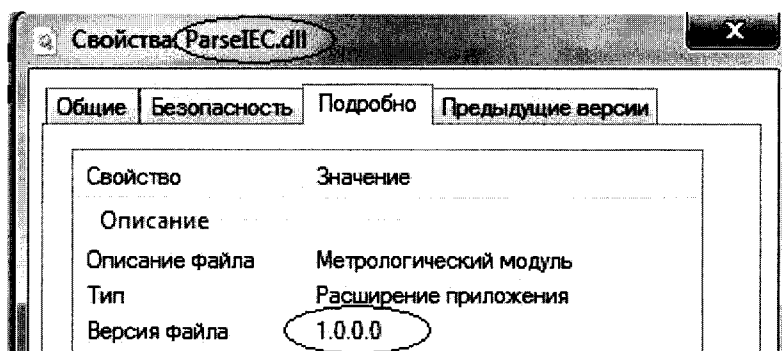 Свойства: ParseIEC.dll
x
Общие Безопасность Подробно Предыдущие версии
Свойство Значение
Описание
Описание файла Метрологический модуль
Тип Расширение приложения
Версия файла 1.0.0.0